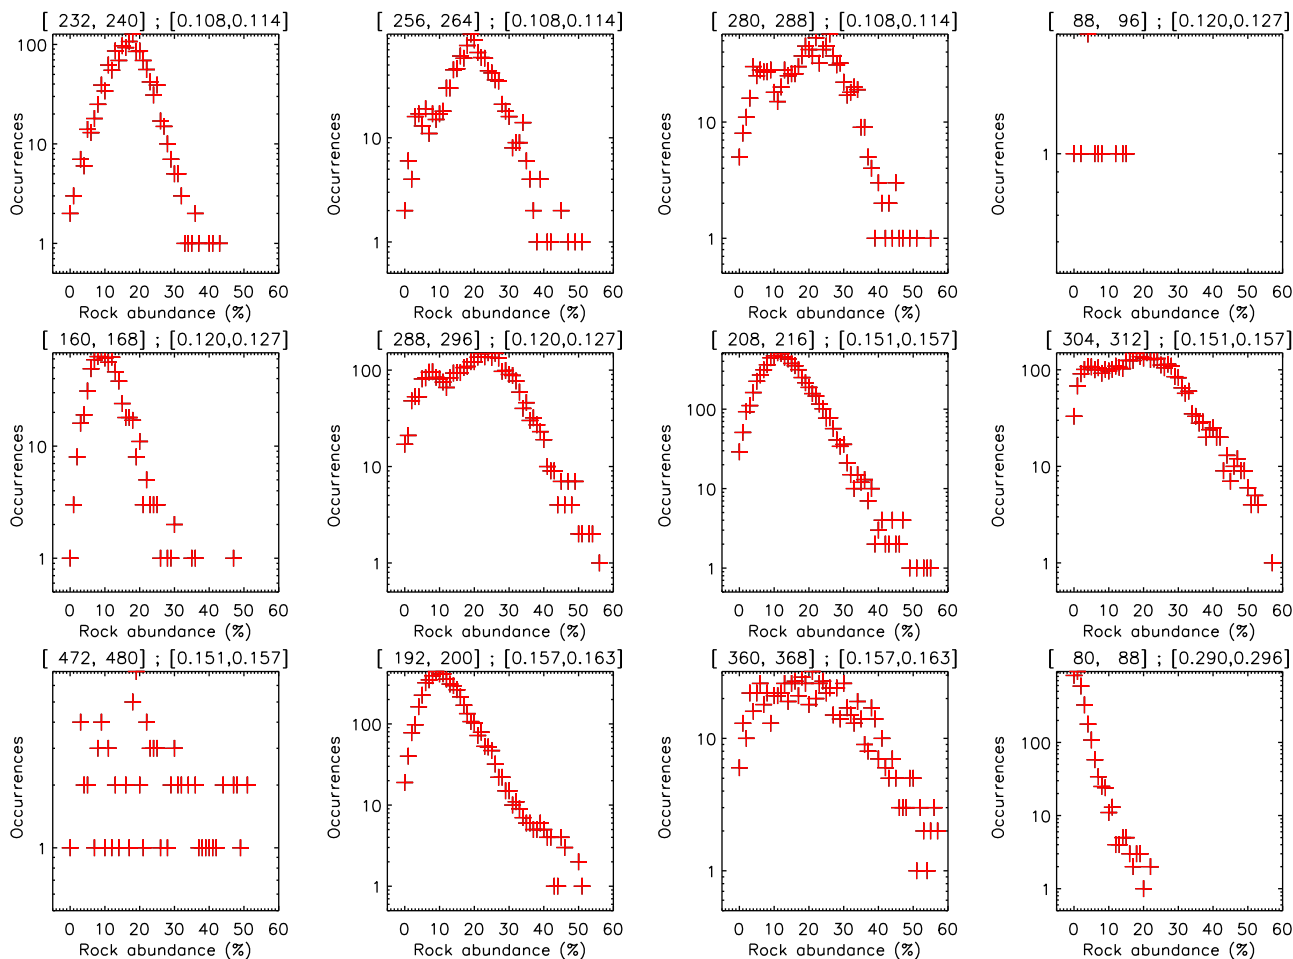 [ 232, 240] ; [0.108,0.114]
100
10
1
Occurrences
0 10 20 30 40 50 60
Rock abundance (%)
[ 256, 264] ; [0.108,0.114]
10
1
Occurrences
0 10 20 30 40 50 60
Rock abundance (%)
[ 280, 288] ; [0.108,0.114]
10
1
Occurrences
0 10 20 30 40 50 60
Rock abundance (%)
[ 88, 96] ; [0.120,0.127]
1
Occurrences
0 10 20 30 40 50 60
Rock abundance (%)
[ 160, 168] ; [0.120,0.127]
10
1
Occurrences
0 10 20 30 40 50 60
Rock abundance (%)
[ 288, 296] ; [0.120,0.127]
100
10
1
Occurrences
0 10 20 30 40 50 60
Rock abundance (%)
[ 208, 216] ; [0.151,0.157]
100
10
1
Occurrences
0 10 20 30 40 50 60
Rock abundance (%)
[ 304, 312] ; [0.151,0.157]
100
10
1
Occurrences
0 10 20 30 40 50 60
Rock abundance (%)
[ 472, 480] ; [0.151,0.157]
1
Occurrences
0 10 20 30 40 50 60
Rock abundance (%)
[ 192, 200] ; [0.157,0.163]
100
10
1
Occurrences
0 10 20 30 40 50 60
Rock abundance (%)
[ 360, 368] ; [0.157,0.163]
10
1
Occurrences
0 10 20 30 40 50 60
Rock abundance (%)
[ 80, 88] ; [0.290,0.296]
100
10
1
Occurrences
0 10 20 30 40 50 60
Rock abundance (%)